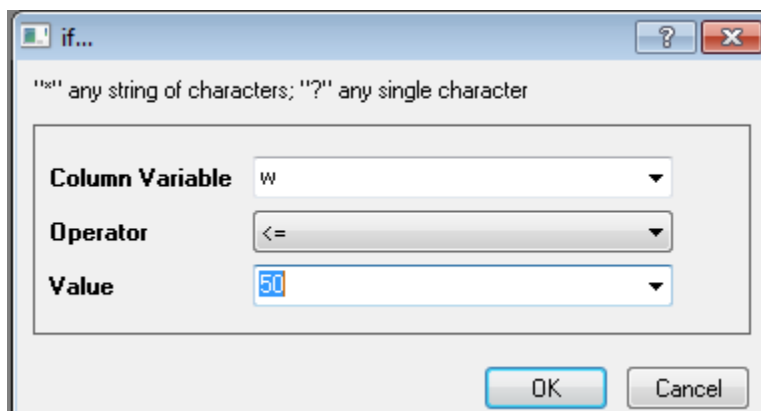 if...
"*" any string of characters; "?" any single character
Column Variable w
Operator <=
Value 50
OK Cancel